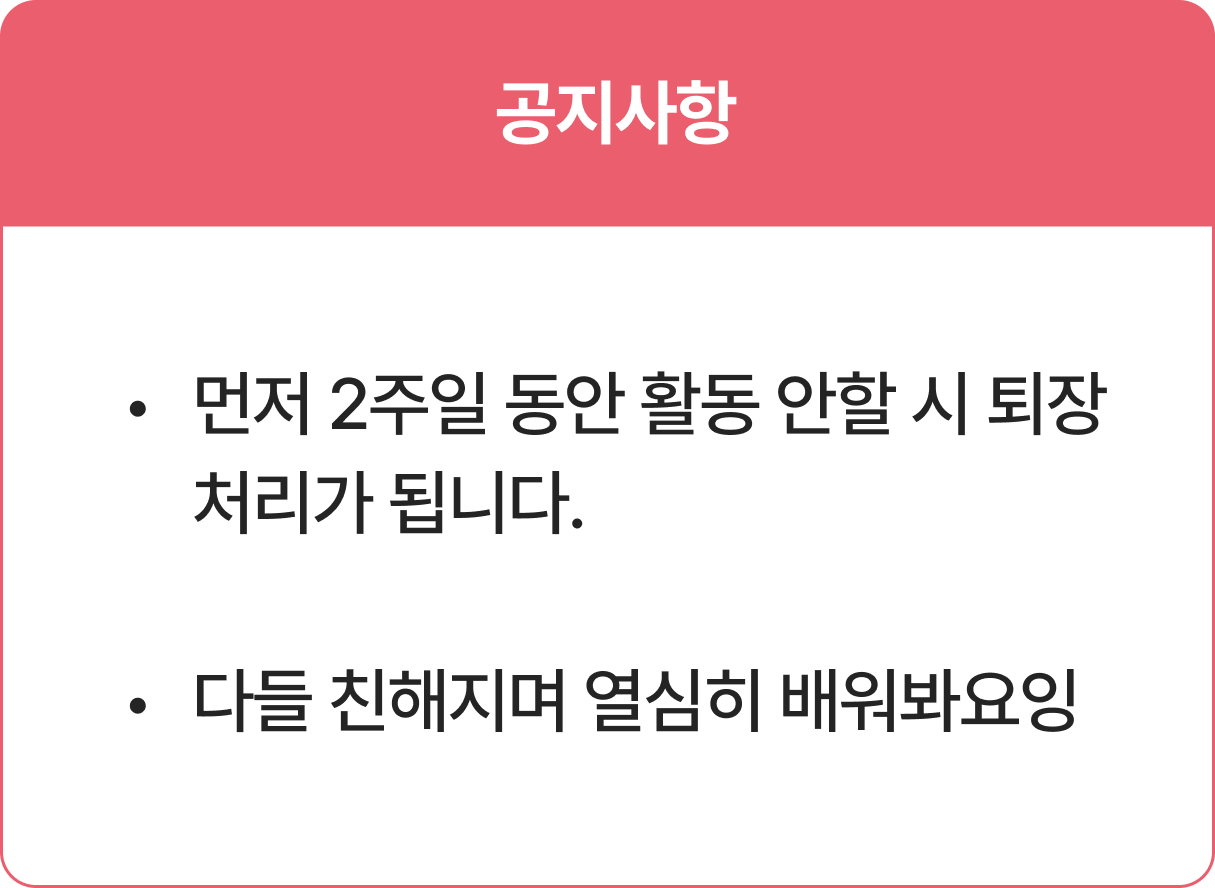 공지사항
• 먼저 2주일 동안 활동 안할 시 퇴장
처리가 됩니다.
• 다들 친해지며 열심히 배워봐요잉